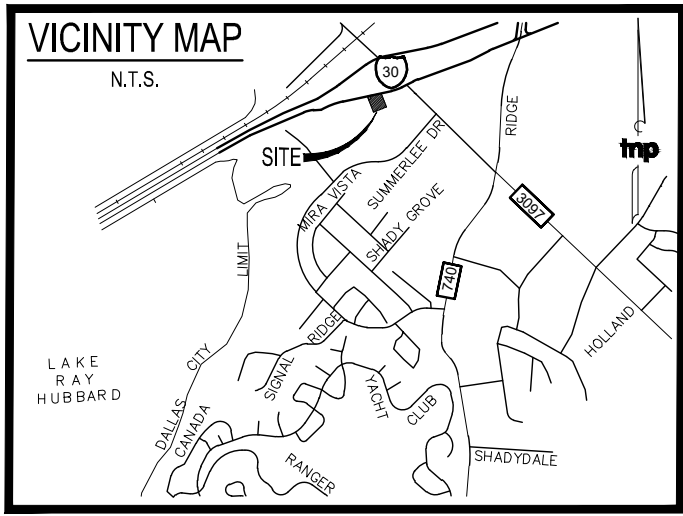 VICINITY MAP
N.T.S.
30
SITE
RIDGE
tnp
MIRA VISTA
SUMMERLEE DR
SHADY GROVE
3097
740
HOLLAND
DALLAS CITY LIMIT
LAKE
RAY
HUBBARD
SIGNAL RIDGE
YACHT CLUB
CANADA
RANGER
SHADYDALE